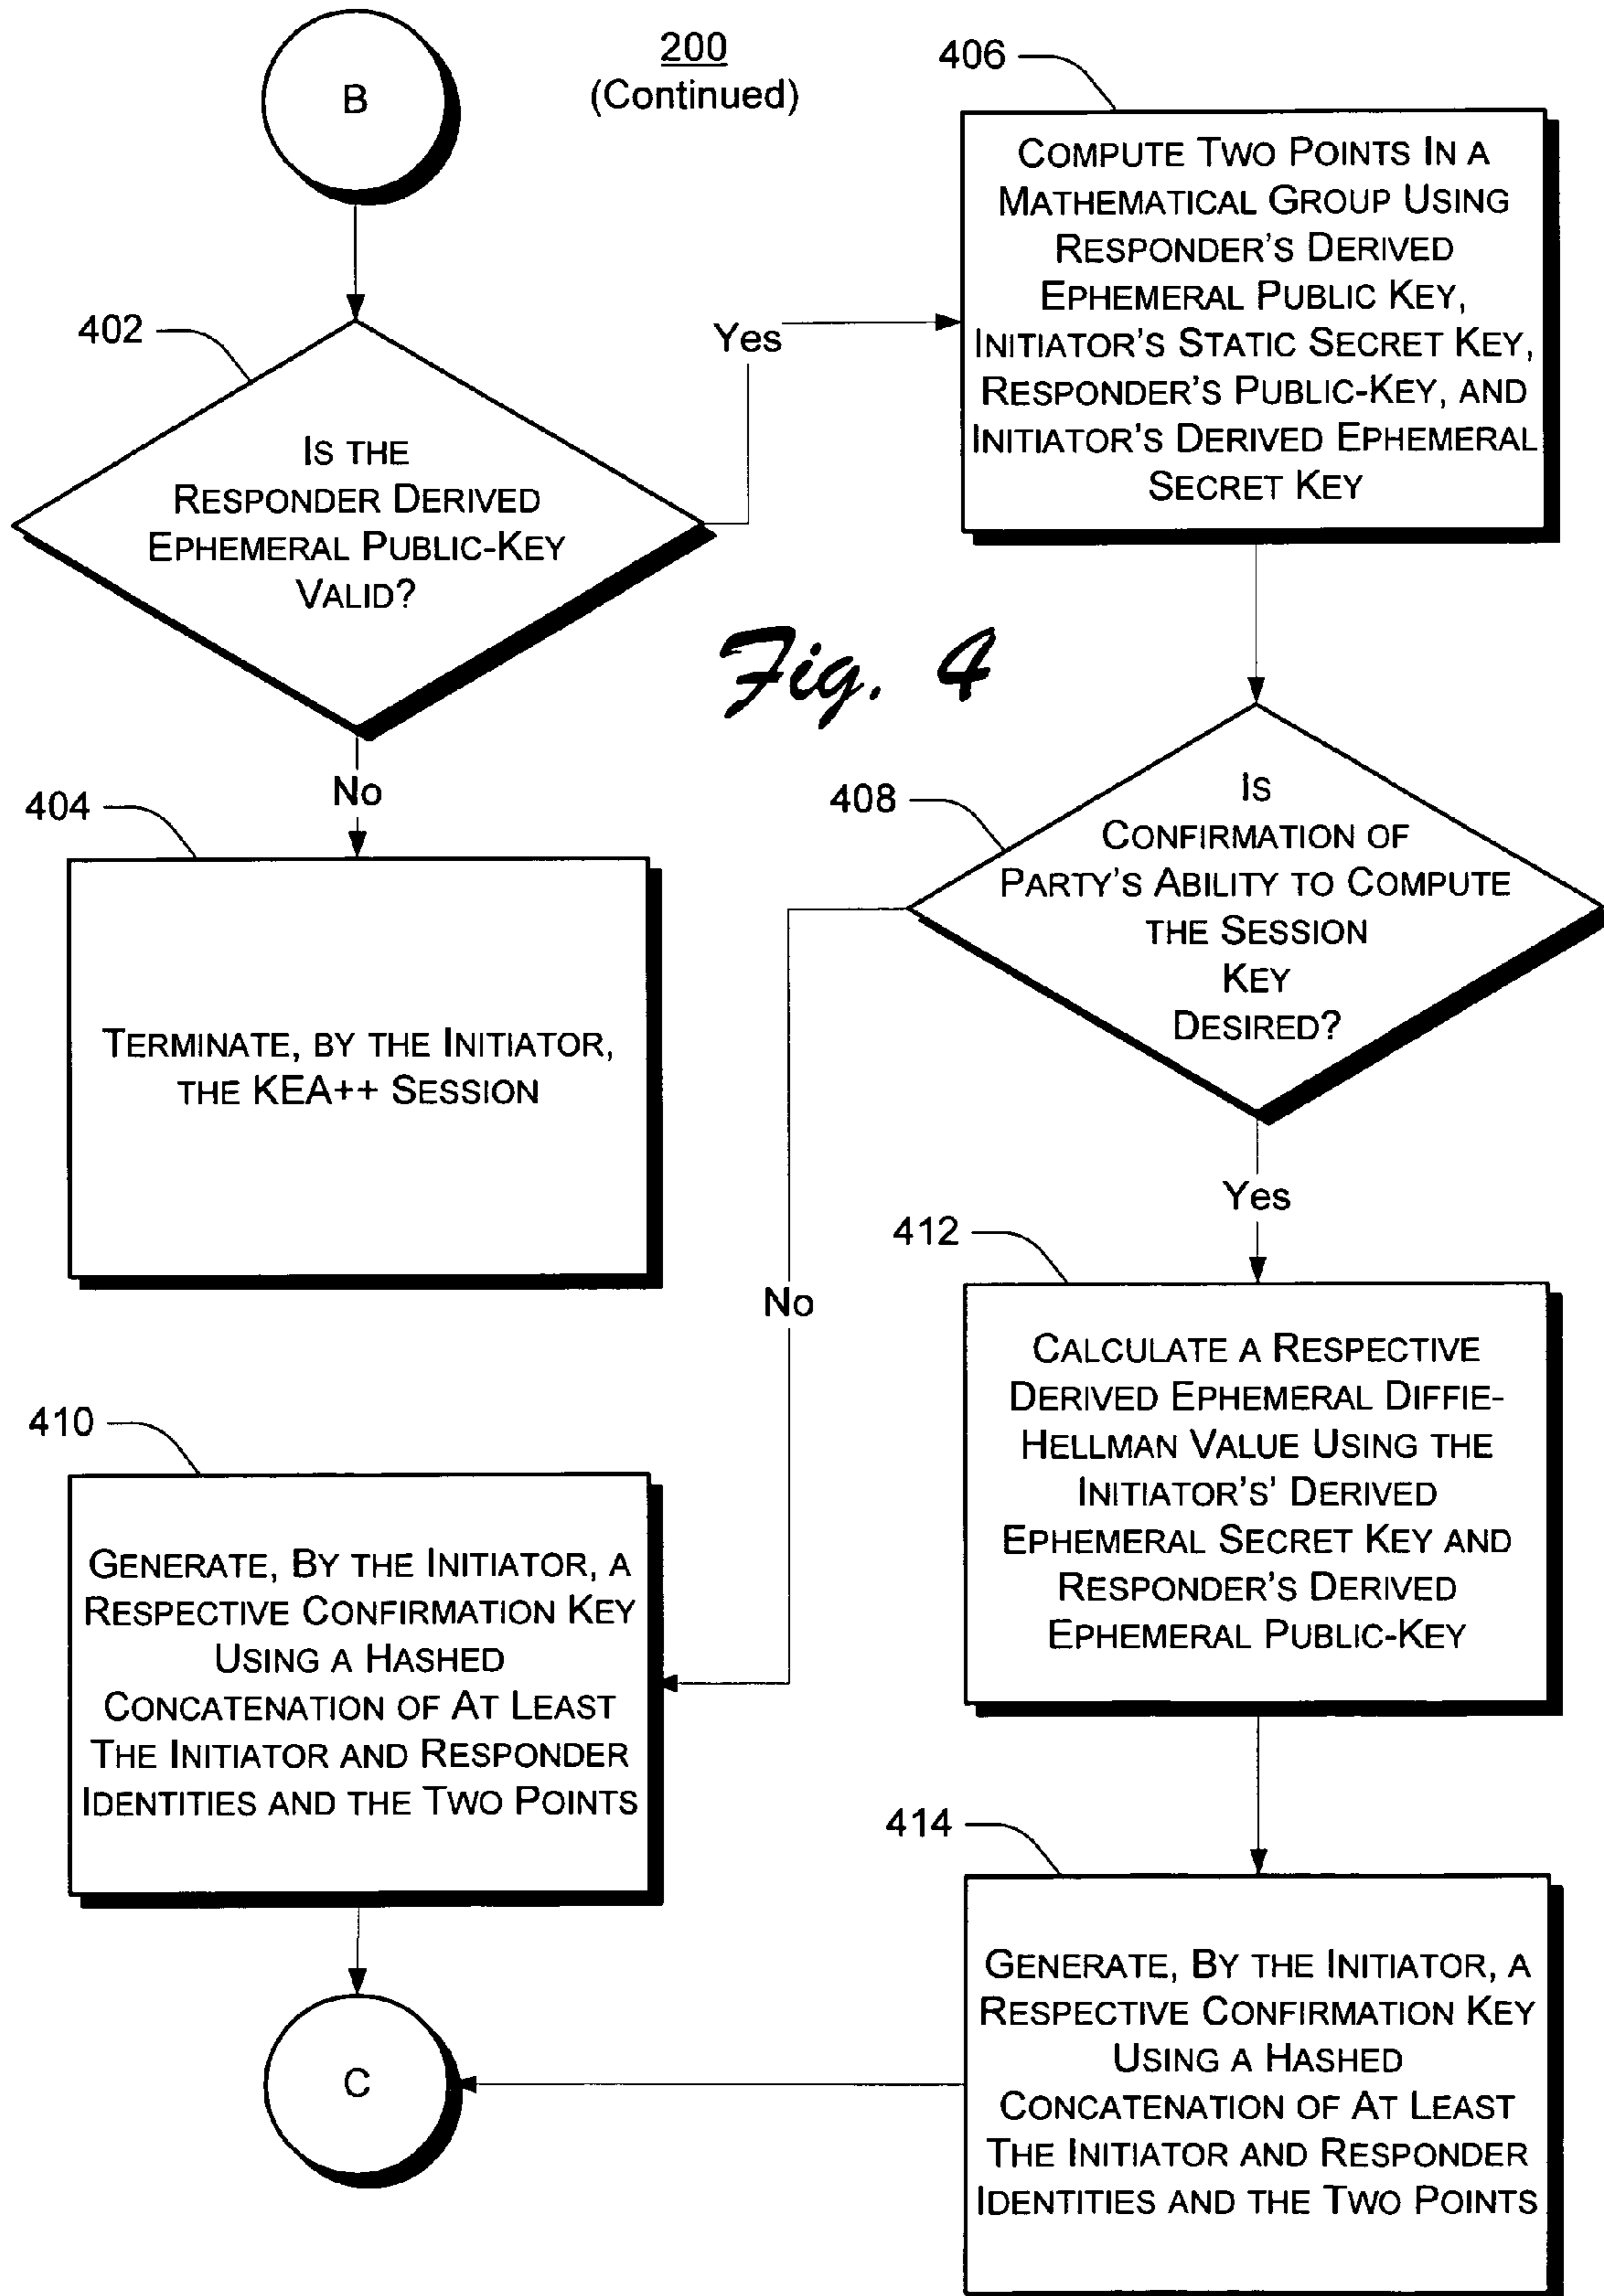 B
200
(Continued)
406
COMPUTE TWO POINTS IN A
MATHEMATICAL GROUP USING
RESPONDER'S DERIVED
EPHEMERAL PUBLIC KEY,
INITIATOR'S STATIC SECRET KEY,
RESPONDER'S PUBLIC-KEY, AND
INITIATOR'S DERIVED EPHEMERAL
SECRET KEY
402
IS THE
RESPONDER DERIVED
EPHEMERAL PUBLIC-KEY
VALID?
Yes
Fig. 4
No
404
TERMINATE, BY THE INITIATOR,
THE KEA++ SESSION
408
IS
CONFIRMATION OF
PARTY'S ABILITY TO COMPUTE
THE SESSION
KEY
DESIRED?
Yes
No
412
CALCULATE A RESPECTIVE
DERIVED EPHEMERAL DIFFIE-
HELLMAN VALUE USING THE
INITIATOR'S' DERIVED
EPHEMERAL SECRET KEY AND
RESPONDER'S DERIVED
EPHEMERAL PUBLIC-KEY
410
GENERATE, BY THE INITIATOR, A
RESPECTIVE CONFIRMATION KEY
USING A HASHED
CONCATENATION OF AT LEAST
THE INITIATOR AND RESPONDER
IDENTITIES AND THE TWO POINTS
414
GENERATE, BY THE INITIATOR, A
RESPECTIVE CONFIRMATION KEY
USING A HASHED
CONCATENATION OF AT LEAST
THE INITIATOR AND RESPONDER
IDENTITIES AND THE TWO POINTS
C